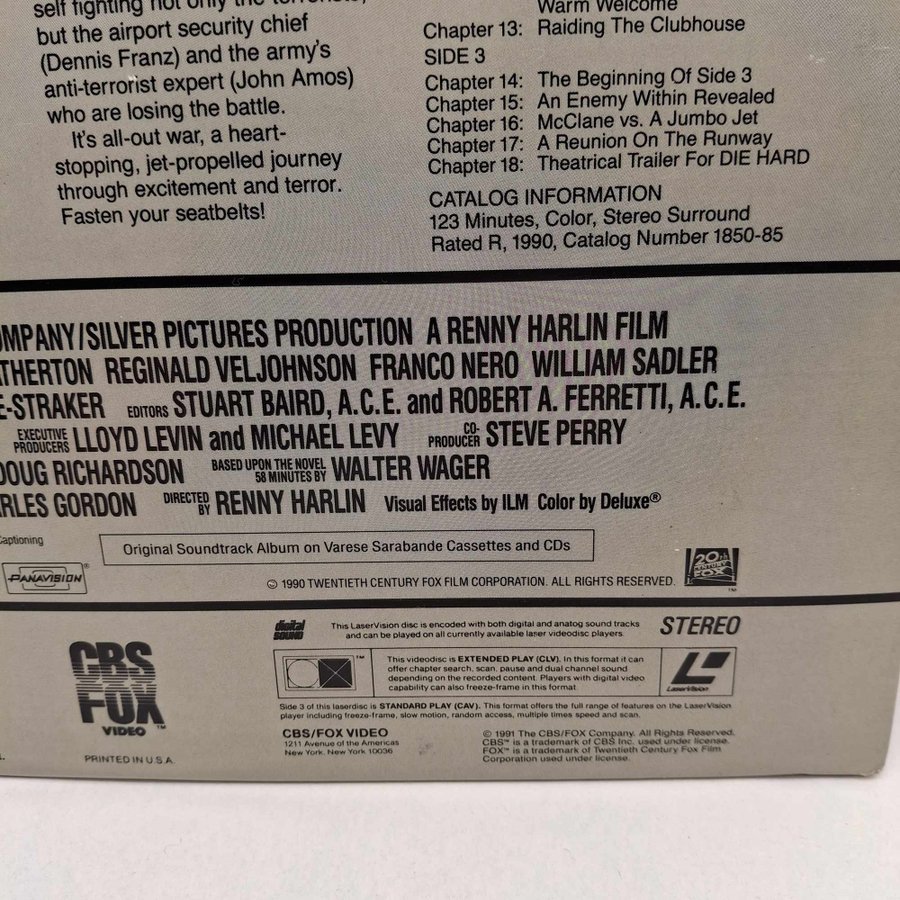 self fighting not only the terrorists,
but the airport security chief
(Dennis Franz) and the army's
anti-terrorist expert (John Amos)
who are losing the battle.
It's all-out war, a heart-
stopping, jet-propelled journey
through excitement and terror.
Fasten your seatbelts!
Warm Welcome
Chapter 13: Raiding The Clubhouse
SIDE 3
Chapter 14: The Beginning Of Side 3
Chapter 15: An Enemy Within Revealed
Chapter 16: McClane vs. A Jumbo Jet
Chapter 17: A Reunion On The Runway
Chapter 18: Theatrical Trailer For DIE HARD
CATALOG INFORMATION
123 Minutes, Color, Stereo Surround
Rated R, 1990, Catalog Number 1850-85
OMPANY/SILVER PICTURES PRODUCTION A RENNY HARLIN FILM
THERTON REGINALD VELJOHNSON FRANCO NERO WILLIAM SADLER
E-STRAKER EDITORS STUART BAIRD, A.C.E. and ROBERT A. FERRETTI, A.C.E.
EXECUTIVE PRODUCERS LLOYD LEVIN and MICHAEL LEVY CO-PRODUCER STEVE PERRY
DOUG RICHARDSON BASED UPON THE NOVEL 58 MINUTES BY WALTER WAGER
RLES GORDON DIRECTED BY RENNY HARLIN Visual Effects by ILM Color by Deluxe®
Captioning
Original Soundtrack Album on Varese Sarabande Cassettes and CDs
PANAVISION®
© 1990 TWENTIETH CENTURY FOX FILM CORPORATION. ALL RIGHTS RESERVED.
20th CENTURY FOX ™
CBS FOX VIDEO ™
PRINTED IN U.S.A.
digital sound
This LaserVision disc is encoded with both digital and analog sound tracks
and can be played on all currently available laser videodisc players.
STEREO
™
This videodisc is EXTENDED PLAY (CLV). In this format it can
offer chapter search, scan, pause and dual channel sound
depending on the recorded content. Players with digital video
capability can also freeze-frame in this format.
LaserVision
Side 3 of this laserdisc is STANDARD PLAY (CAV). This format offers the full range of features on the LaserVision
player including freeze-frame, slow motion, random access, multiple times speed and scan.
CBS/FOX VIDEO
1211 Avenue of the Americas
New York, New York 10036
© 1991 The CBS/FOX Company. All Rights Reserved.
CBS™ is a trademark of CBS Inc. used under license.
FOX™ is a trademark of Twentieth Century Fox Film
Corporation used under license.